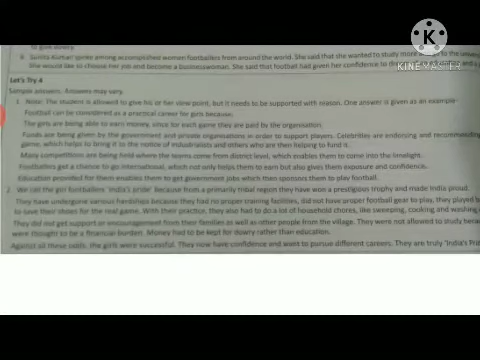 to give dowry.
6. Sunita Kumari spoke among accomplished women footballers from around the world. She said that she wanted to study more
She would like to choose her job and become a businesswoman. She said that football had given her confidence to
K
KINEMASTER
Let's Try 4
Sample answers. Answers may vary.
1. Note: The student is allowed to give his or her view point, but it needs to be supported with reason. One answer is given as an example-
Football can be considered as a practical career for girls because:
The girls are being able to earn money, since for each game they are paid by the organisation.
Funds are being given by the government and private organisations in order to support players. Celebrities are endorsing and recommending
game, which helps to bring it to the notice of industrialists and others who are then helping to fund it.
Many competitions are being held where the teams come from district level, which enables them to come into the limelight.
Footballers get a chance to go international, which not only helps them to earn but also gives them exposure and confidence.
Education provided for them enables them to get government jobs which then sponsors them to play football.
2. We call the girl footballers 'India's pride' because from a primarily tribal region they have won a prestigious trophy and made India proud.
They have undergone various hardships because they had no proper training facilities, did not have proper football gear to play, they played
to save their shoes for the real game. With their practice, they also had to do a lot of household chores, like sweeping, cooking and washing
They did not get support or encouragement from their families as well as other people from the village. They were not allowed to study
were thought to be a financial burden. Money had to be kept for dowry rather than education.
Against all these odds, the girls were successful. They now have confidence and want to pursue different careers. They are truly 'India's